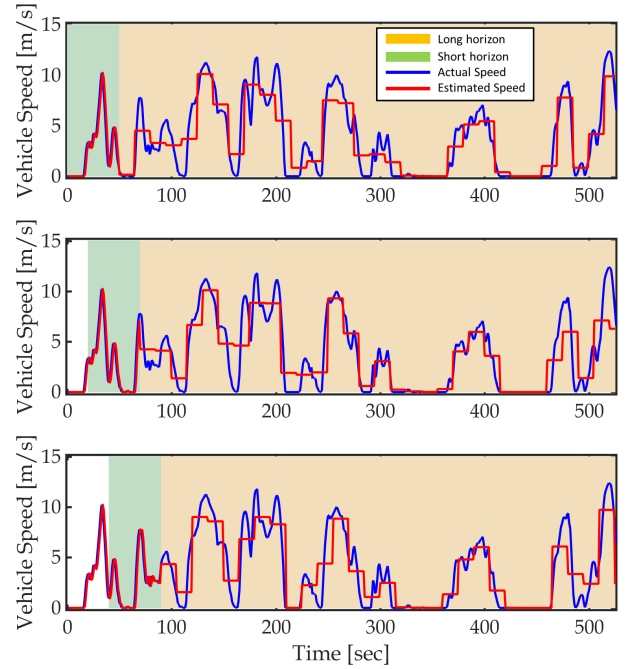 15
10
5
0
Vehicle Speed [m/s]
Long horizon
Short horizon
Actual Speed
Estimated Speed
0 100 200 300 400 500
15
10
5
0
Vehicle Speed [m/s]
0 100 200 300 400 500
15
10
5
0
Vehicle Speed [m/s]
0 100 200 300 400 500
Time [sec]